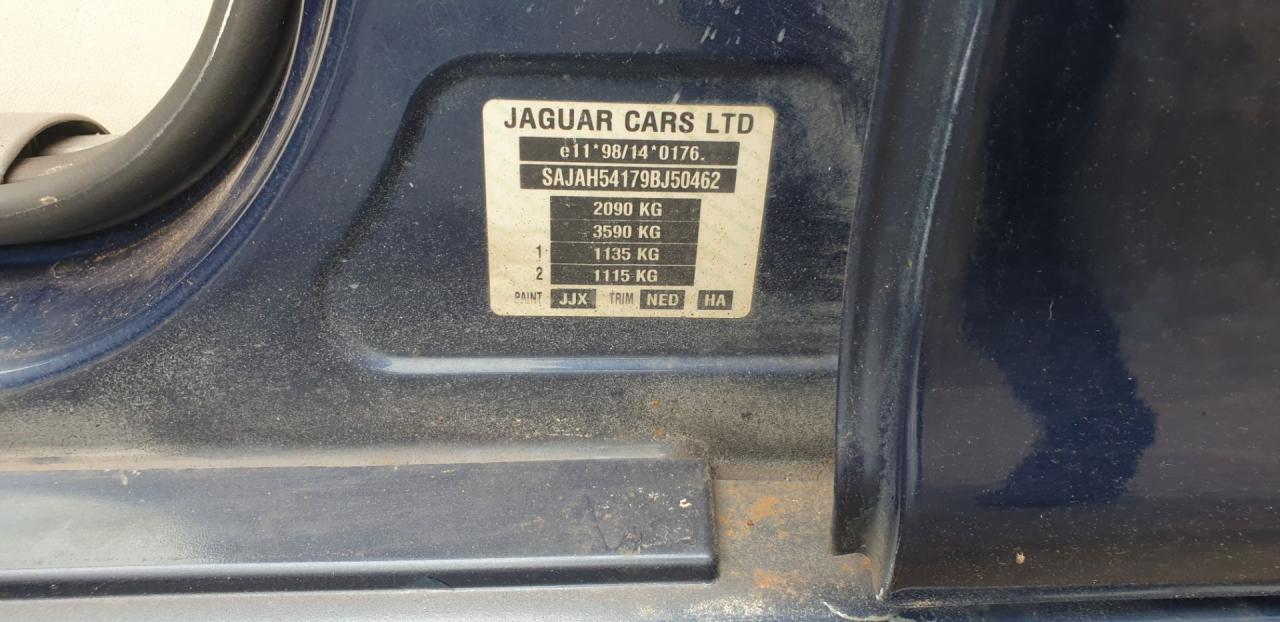 JAGUAR CARS LTD
e11*98/14*0176.
SAJAH54179BJ50462
2090 KG
3590 KG
1 1135 KG
2 1115 KG
PAINT JJX TRIM NED HA